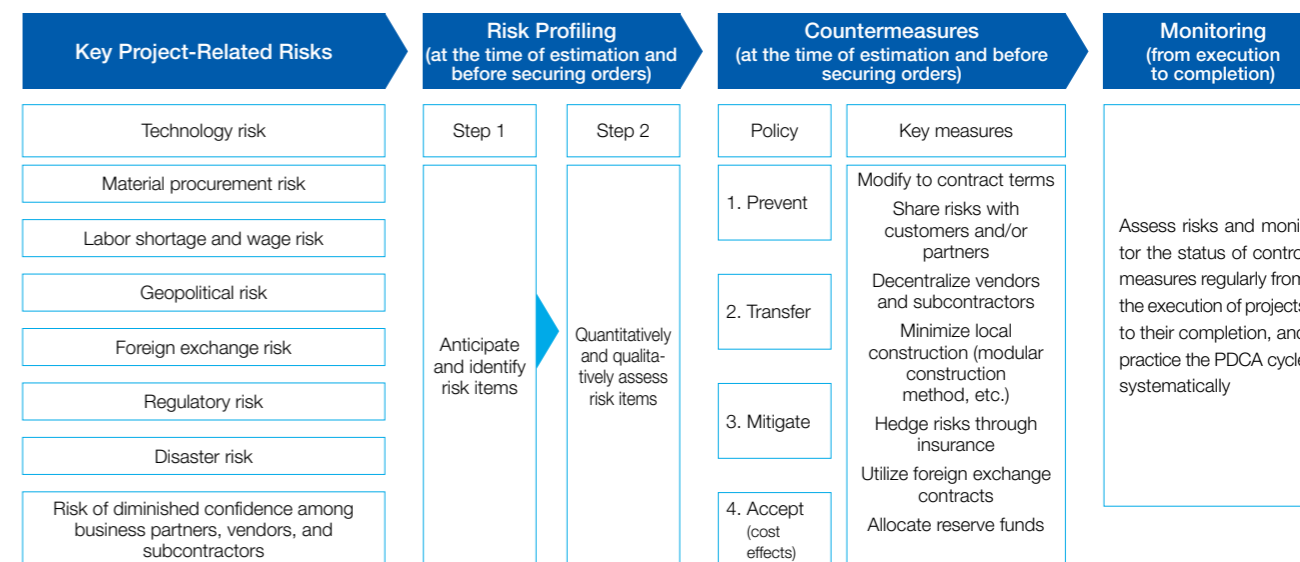 Key Project-Related Risks
Risk Profiling
(at the time of estimation and
before securing orders)
Countermeasures
(at the time of estimation and before
securing orders)
Monitoring
(from execution
to completion)
Technology risk
Material procurement risk
Labor shortage and wage risk
Geopolitical risk
Foreign exchange risk
Regulatory risk
Disaster risk
Risk of diminished confidence among
business partners, vendors, and
subcontractors
Step 1
Anticipate
and identify
risk items
Step 2
Quantitatively
and qualita-
tively assess
risk items
Policy
1. Prevent
2. Transfer
3. Mitigate
4. Accept
(cost
effects)
Key measures
Modify to contract terms
Share risks with
customers and/or
partners
Decentralize vendors
and subcontractors
Minimize local
construction (modular
construction
method, etc.)
Hedge risks through
insurance
Utilize foreign exchange
contracts
Allocate reserve funds
Assess risks and moni
tor the status of contro
measures regularly from
the execution of projects
to their completion, and
practice the PDCA cycle
systematically